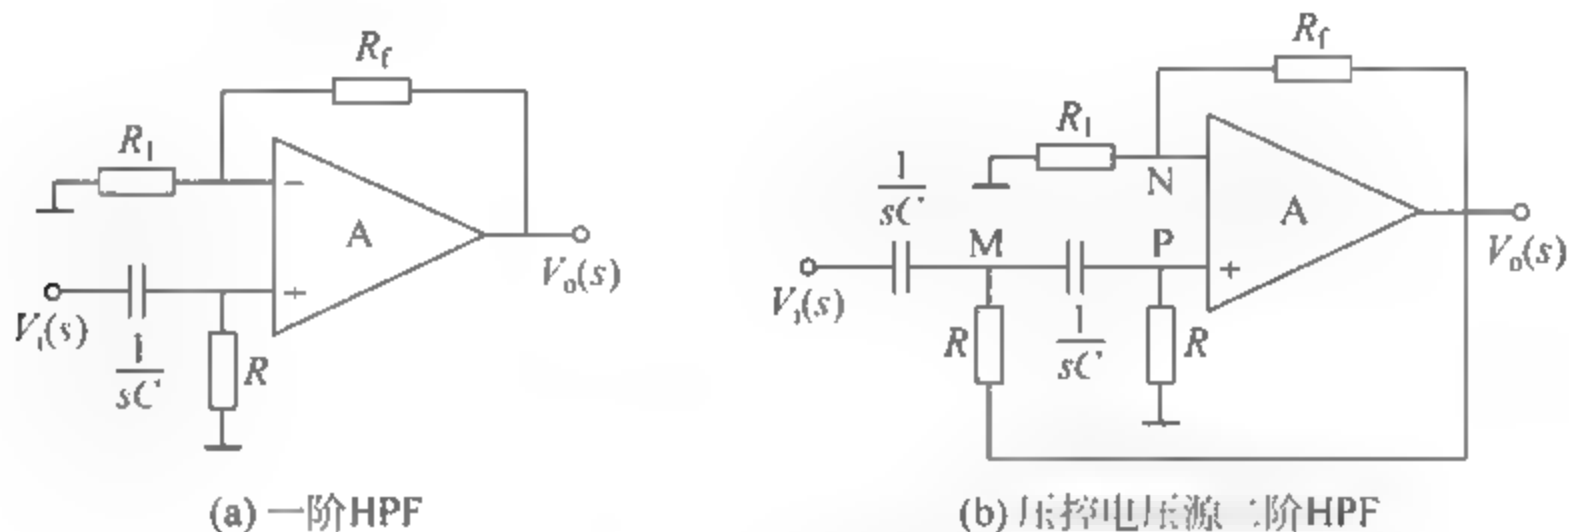 R_f
R_1
−
A
V_o(s)
V_i(s)
+
1/sC
R
(a) 一阶HPF
R_f
R_1
N
1/sC
M
P
A
V_i(s)
+
V_o(s)
R
1/sC
R
(b) 压控电压源二阶HPF